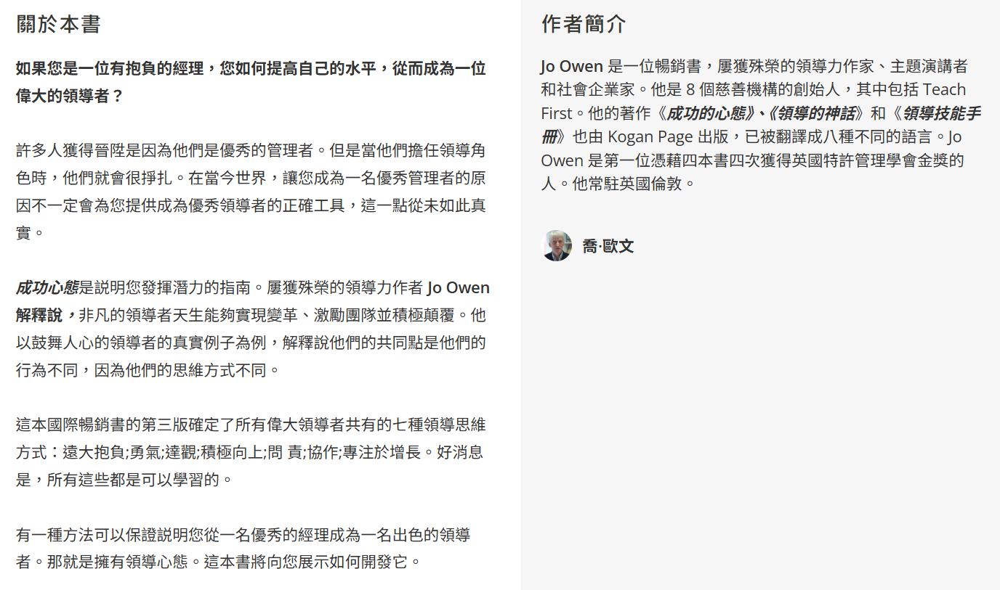 關於本書
如果您是一位有抱負的經理，您如何提高自己的水平，從而成為一位
偉大的領導者？
許多人獲得晉陞是因為他們是優秀的管理者。但是當他們擔任領導角
色時，他們就會很掙扎。在當今世界，讓您成為一名優秀管理者的原
因不一定會為您提供成為優秀領導者的正確工具，這一點從未如此真
實。
成功心態是説明您發揮潛力的指南。屢獲殊榮的領導力作者 Jo Owen
解釋說，非凡的領導者天生能夠實現變革、激勵團隊並積極顛覆。他
以鼓舞人心的領導者的真實例子為例，解釋說他們的共同點是他們的
行為不同，因為他們的思維方式不同。
這本國際暢銷書的第三版確定了所有偉大領導者共有的七種領導思維
方式：遠大抱負;勇氣;達觀;積極向上;問 責;協作;專注於增長。好消息
是，所有這些都是可以學習的。
有一種方法可以保證説明您從一名優秀的經理成為一名出色的領導
者。那就是擁有領導心態。這本書將向您展示如何開發它。
作者簡介
Jo Owen 是一位暢銷書，屢獲殊榮的領導力作家、主題演講者
和社會企業家。他是 8 個慈善機構的創始人，其中包括 Teach
First。他的著作《成功的心態》、《領導的神話》和《領導技能手
冊》也由 Kogan Page 出版，已被翻譯成八種不同的語言。Jo
Owen 是第一位憑藉四本書四次獲得英國特許管理學會金獎的
人。他常駐英國倫敦。
喬·歐文